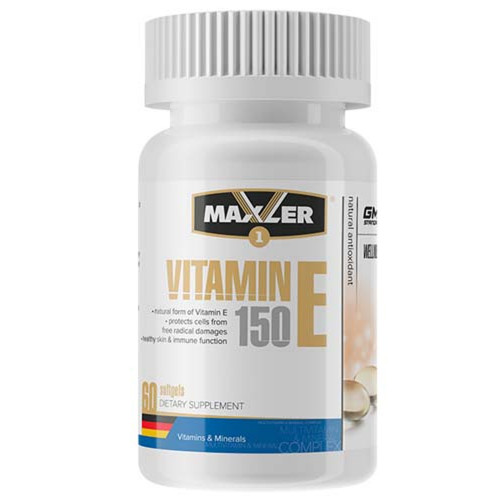 MAXLER
1
VITAMIN E
150
• natural form of Vitamin E
• protects cells from
free radical damages
•healthy skin & immune function
60 softgels
DIETARY SUPPLEMENT
Vitamins & Minerals
natural antioxidant
GM